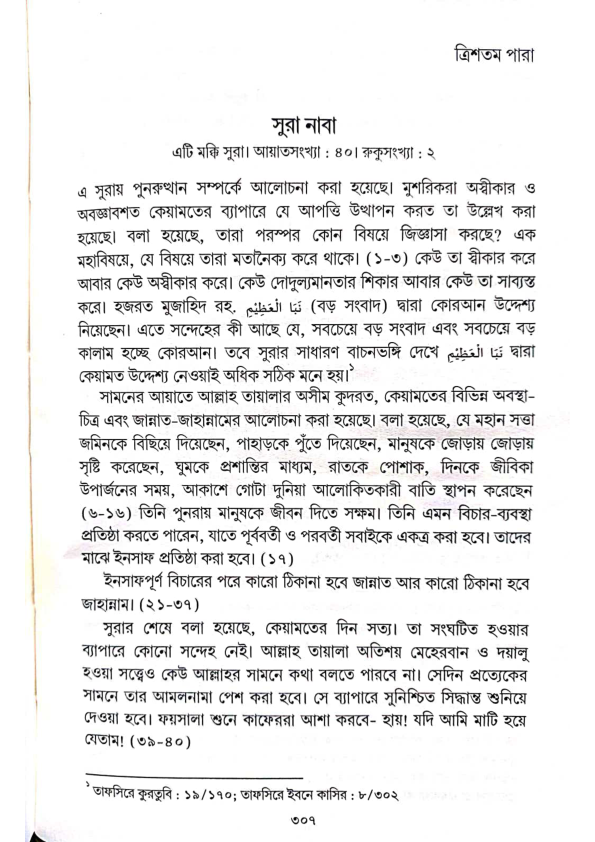 ত্রিশতম পারা
সুরা নাবা
এটি মক্কি সুরা। আয়াতসংখ্যা : ৪০। রুকুসংখ্যা : ২
এ সুরায় পুনরুত্থান সম্পর্কে আলোচনা করা হয়েছে। মুশরিকরা অস্বীকার ও
অবজ্ঞাবশত কেয়ামতের ব্যাপারে যে আপত্তি উত্থাপন করত তা উল্লেখ করা
হয়েছে। বলা হয়েছে, তারা পরস্পর কোন বিষয়ে জিজ্ঞাসা করছে? এক
মহাবিষয়ে, যে বিষয়ে তারা মতানৈক্য করে থাকে। (১-৩) কেউ তা স্বীকার করে
আবার কেউ অস্বীকার করে। কেউ দোদুল্যমানতার শিকার আবার কেউ তা সাব্যস্ত
করে। হজরত মুজাহিদ রহ. نَبَا الْعَظِيْمِ (বড় সংবাদ) দ্বারা কোরআন উদ্দেশ্য
নিয়েছেন। এতে সন্দেহের কী আছে যে, সবচেয়ে বড় সংবাদ এবং সবচেয়ে বড়
কালাম হচ্ছে কোরআন। তবে সুরার সাধারণ বাচনভঙ্গি দেখে نَبَا الْعَظِيْمِ দ্বারা
কেয়ামত উদ্দেশ্য নেওয়াই অধিক সঠিক মনে হয়।১
সামনের আয়াতে আল্লাহ তায়ালার অসীম কুদরত, কেয়ামতের বিভিন্ন অবস্থা-
চিত্র এবং জান্নাত-জাহান্নামের আলোচনা করা হয়েছে। বলা হয়েছে, যে মহান সত্তা
জমিনকে বিছিয়ে দিয়েছেন, পাহাড়কে পুঁতে দিয়েছেন, মানুষকে জোড়ায় জোড়ায়
সৃষ্টি করেছেন, ঘুমকে প্রশান্তির মাধ্যম, রাতকে পোশাক, দিনকে জীবিকা
উপার্জনের সময়, আকাশে গোটা দুনিয়া আলোকিতকারী বাতি স্থাপন করেছেন
(৬-১৬) তিনি পুনরায় মানুষকে জীবন দিতে সক্ষম। তিনি এমন বিচার-ব্যবস্থা
প্রতিষ্ঠা করতে পারেন, যাতে পূর্ববর্তী ও পরবর্তী সবাইকে একত্র করা হবে। তাদের
মাঝে ইনসাফ প্রতিষ্ঠা করা হবে। (১৭)
ইনসাফপূর্ণ বিচারের পরে কারো ঠিকানা হবে জান্নাত আর কারো ঠিকানা হবে
জাহান্নাম। (২১-৩৭)
সুরার শেষে বলা হয়েছে, কেয়ামতের দিন সত্য। তা সংঘটিত হওয়ার
ব্যাপারে কোনো সন্দেহ নেই। আল্লাহ তায়ালা অতিশয় মেহেরবান ও দয়ালু
হওয়া সত্ত্বেও কেউ আল্লাহর সামনে কথা বলতে পারবে না। সেদিন প্রত্যেকের
সামনে তার আমলনামা পেশ করা হবে। সে ব্যাপারে সুনিশ্চিত সিদ্ধান্ত শুনিয়ে
দেওয়া হবে। ফয়সালা শুনে কাফেররা আশা করবে- হায়! যদি আমি মাটি হয়ে
যেতাম! (৩৯-৪০)
১ তাফসিরে কুরতুবি : ১৯/১৭০; তাফসিরে ইবনে কাসির : ৮/৩০২
৩০৭